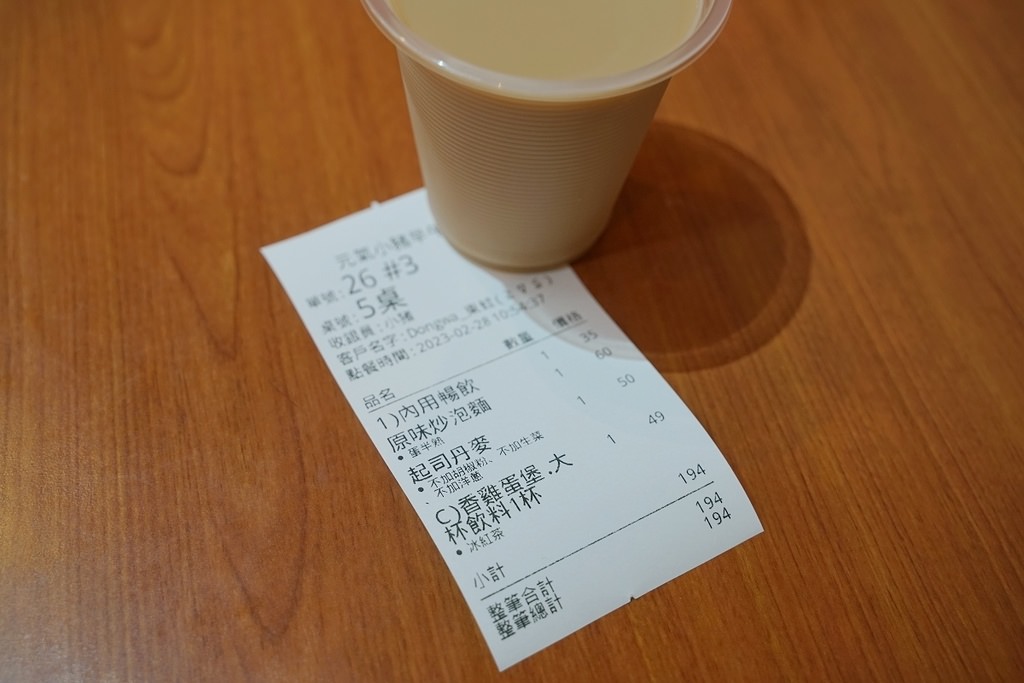 元氣小豬早
單號：26 #3
桌號：5桌
收銀員：小豬
客戶名字：Dongwa_東蛙(
點餐時間：2023-02-28 10:54:37
品名 數量 價格
1)內用暢飲 1 35
原味炒泡麵 1 60
• 蛋半熟
起司丹麥 1 50
• 不加胡椒粉、不加生菜
、不加洋蔥
C)香雞蛋堡.大 1 49
杯飲料1杯
• 冰紅茶
小計 194
整筆合計 194
整筆總計 194